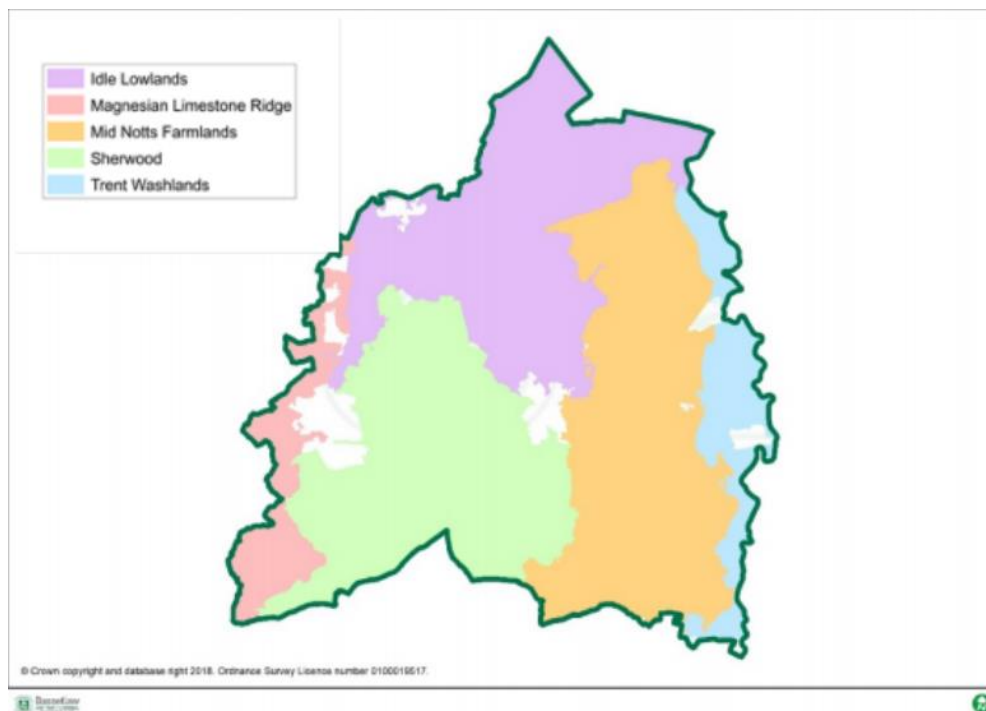 Idle Lowlands
Magnesian Limestone Ridge
Mid Notts Farmlands
Sherwood
Trent Washlands
© Crown copyright and database right 2018. Ordnance Survey Licence number 0100019517.
Bassetlaw